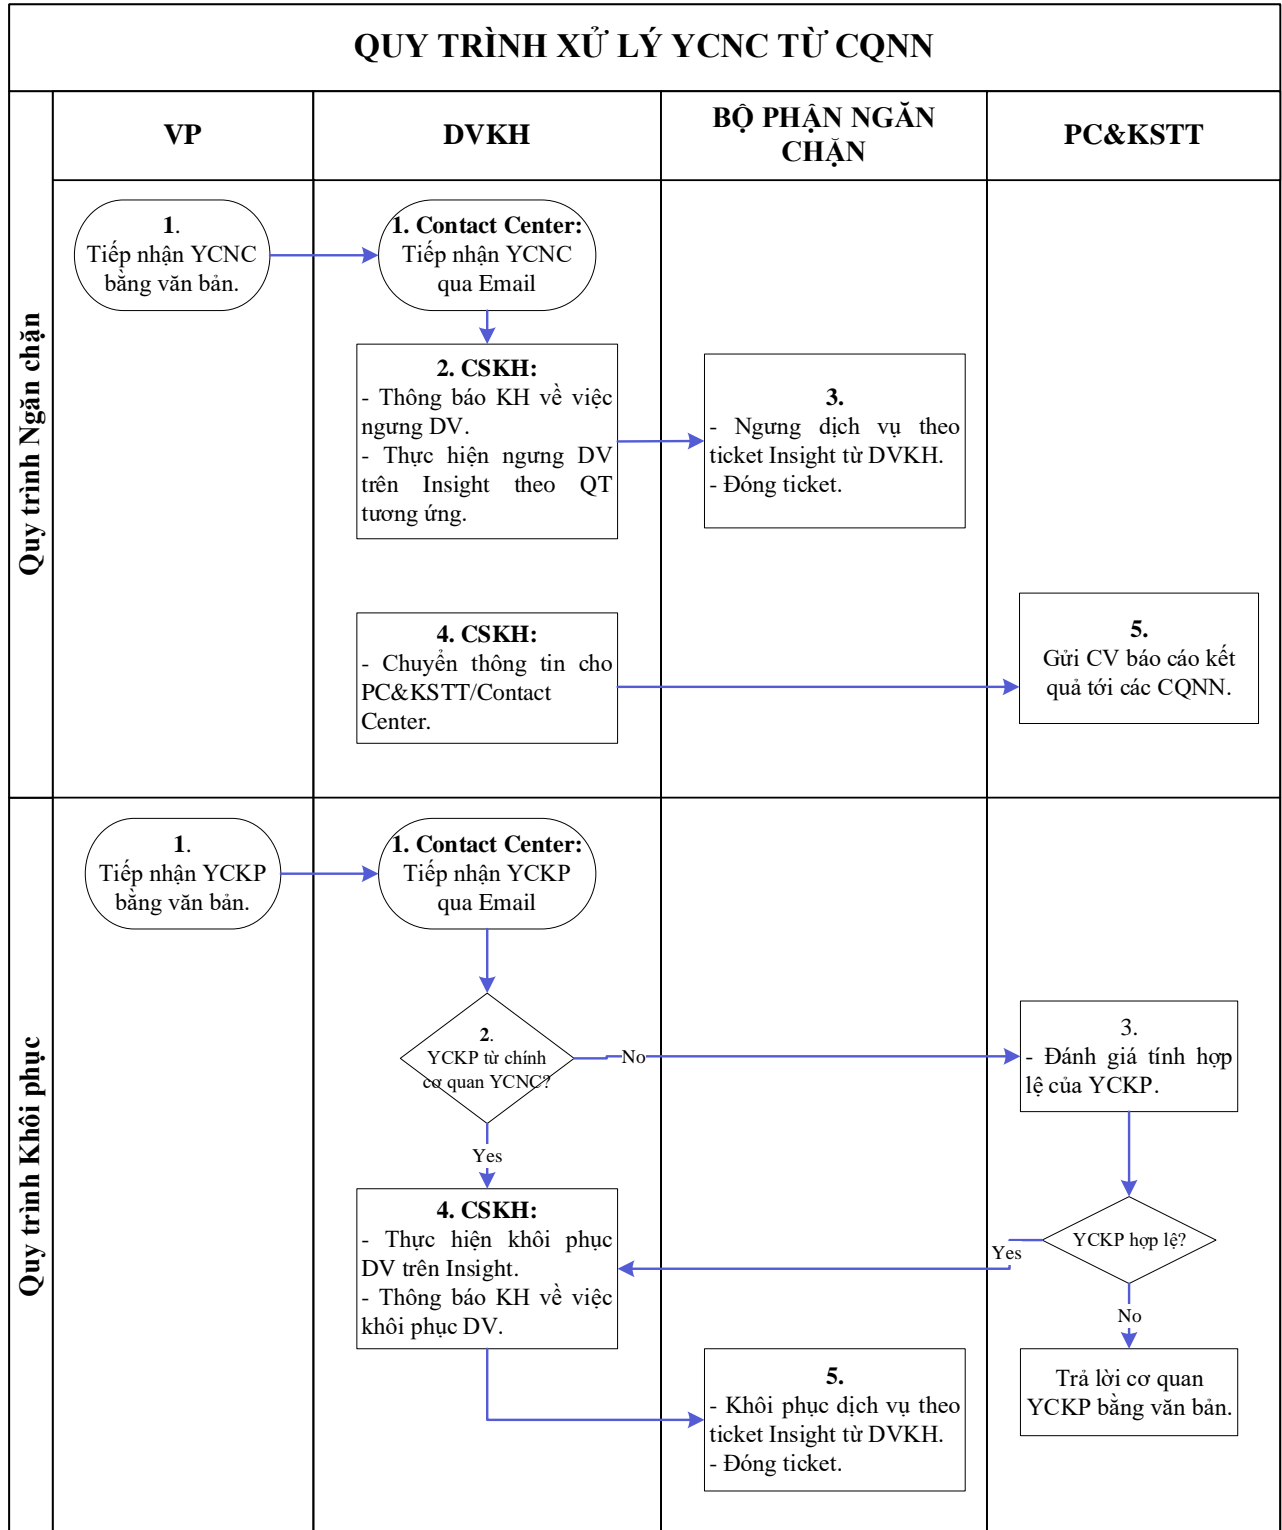 QUY TRÌNH XỬ LÝ YCNC TỪ CQNN
VP
DVKH
BỘ PHẬN NGĂN
CHẶN
PC&KSTT
Quy trình Ngăn chặn
1.
Tiếp nhận YCNC
bằng văn bản.
1. Contact Center:
Tiếp nhận YCNC
qua Email
2. CSKH:
- Thông báo KH về việc
ngưng DV.
- Thực hiện ngưng DV
trên Insight theo QT
tương ứng.
3.
- Ngưng dịch vụ theo
ticket Insight từ DVKH.
- Đóng ticket.
4. CSKH:
- Chuyển thông tin cho
PC&KSTT/Contact
Center.
5.
Gửi CV báo cáo kết
quả tới các CQNN.
Quy trình Khôi phục
1.
Tiếp nhận YCKP
bằng văn bản.
1. Contact Center:
Tiếp nhận YCKP
qua Email
2.
YCKP từ chính
cơ quan YCNC?
No
3.
- Đánh giá tính hợp
lệ của YCKP.
Yes
4. CSKH:
- Thực hiện khôi phục
DV trên Insight.
- Thông báo KH về việc
khôi phục DV.
YCKP hợp lệ?
Yes
No
5.
- Khôi phục dịch vụ theo
ticket Insight từ DVKH.
- Đóng ticket.
Trả lời cơ quan
YCKP bằng văn bản.